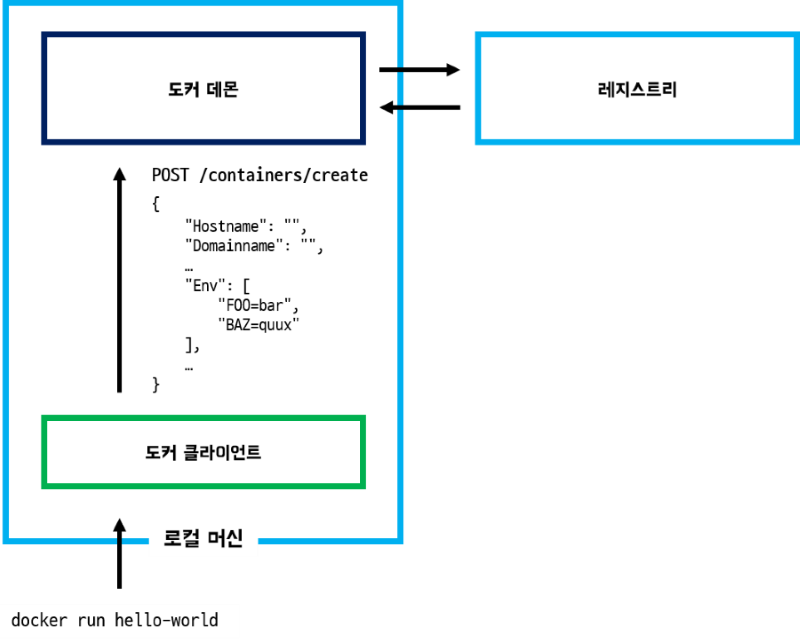 도커 데몬
레지스트리
POST /containers/create
{
"Hostname": "",
"Domainname": "",
…
"Env": [
"FOO=bar",
"BAZ=quux"
],
…
}
도커 클라이언트
로컬 머신
docker run hello-world